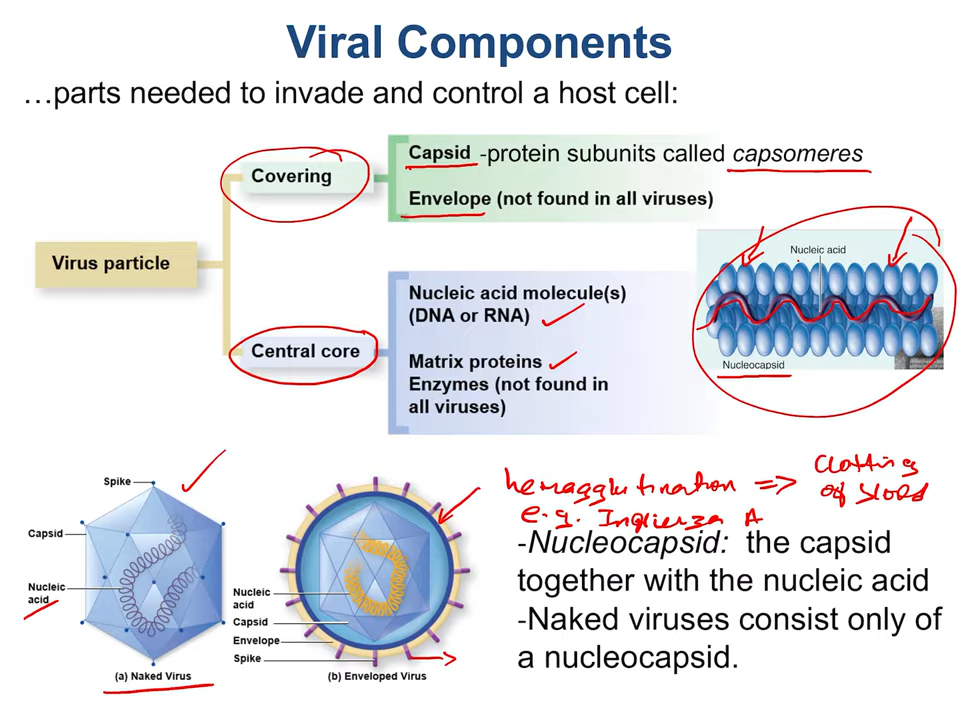 Viral Components
…parts needed to invade and control a host cell:
Virus particle
Covering
Capsid -protein subunits called capsomeres
Envelope (not found in all viruses)
Central core
Nucleic acid molecule(s)
(DNA or RNA)
Matrix proteins
Enzymes (not found in
all viruses)
Nucleic acid
Nucleocapsid
Spike
Capsid
Nucleic
acid
(a) Naked Virus
Nucleic
acid
Capsid
Envelope
Spike
(b) Enveloped Virus
hemagglutination => Clotting
of blood
e.g. A
-Nucleocapsid: the capsid
together with the nucleic acid
-Naked viruses consist only of
a nucleocapsid.